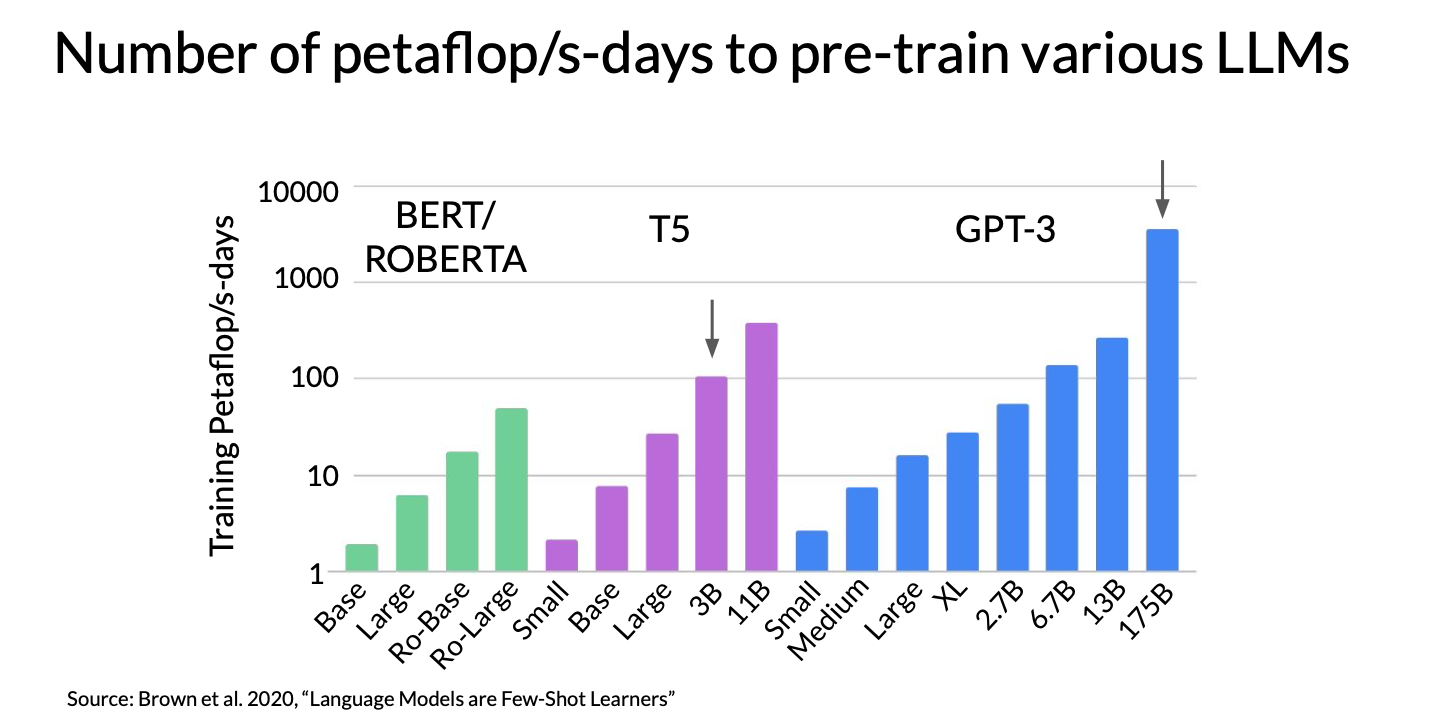 Number of petaflop/s-days to pre-train various LLMs
Training Petaflop/s-days
10000
1000
100
10
1
BERT/
ROBERTA
T5
GPT-3
Base
Large
Ro-Base
Ro-Large
Small
Base
Large
3B
11B
Small
Medium
Large
XL
2.7B
6.7B
13B
175B
Source: Brown et al. 2020, “Language Models are Few-Shot Learners”